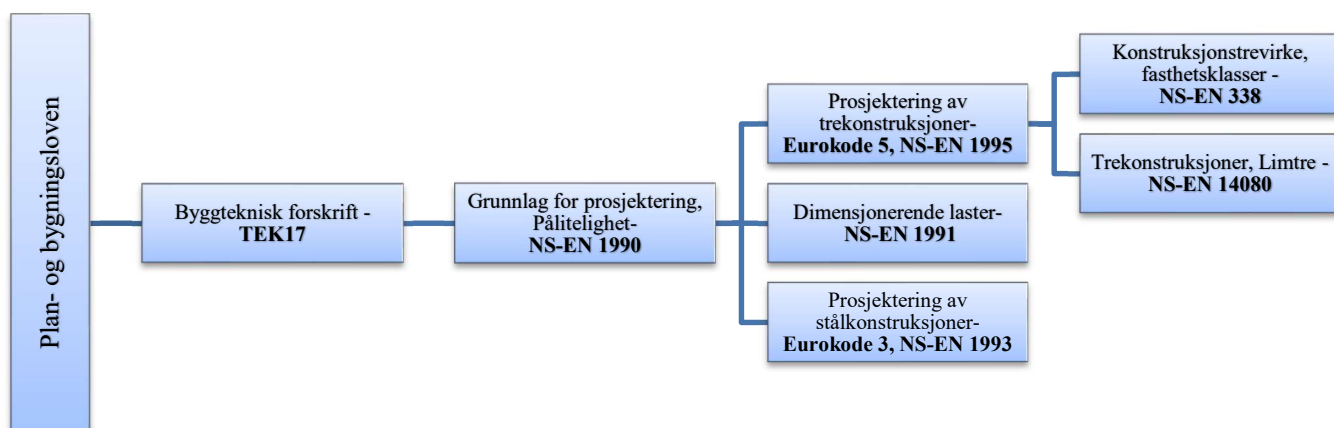 Plan- og bygningsloven
Byggteknisk forskrift -
TEK17
Grunnlag for prosjektering,
Pålitelighet-
NS-EN 1990
Prosjektering av
trekonstruksjoner-
Eurokode 5, NS-EN 1995
Konstruksjonstrevirke,
fasthetsklasser -
NS-EN 338
Trekonstruksjoner, Limtre -
NS-EN 14080
Dimensjonerende laster-
NS-EN 1991
Prosjektering av
stålkonstruksjoner-
Eurokode 3, NS-EN 1993